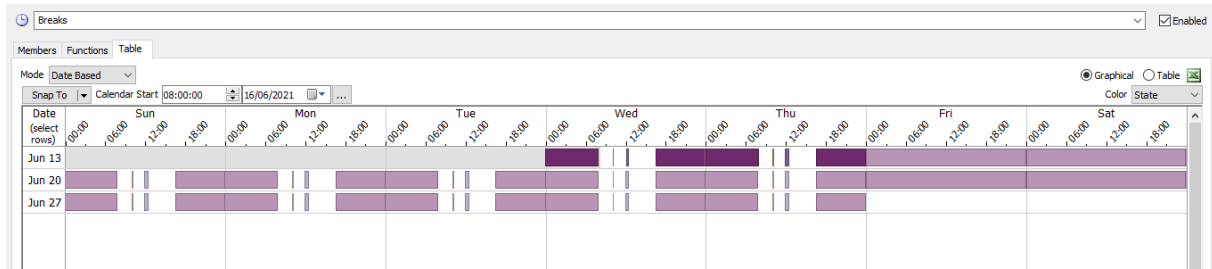 Breaks Enabled
Members Functions Table
Mode Date Based Graphical Table
Snap To Calendar Start 08:00:00 16/06/2021 ... Color State
Date (select rows) Sun Mon Tue Wed Thu Fri Sat
00:00 06:00 12:00 18:00 00:00 06:00 12:00 18:00 00:00 06:00 12:00 18:00 00:00 06:00 12:00 18:00 00:00 06:00 12:00 18:00 00:00 06:00 12:00 18:00 00:00 06:00 12:00 18:00
Jun 13
Jun 20
Jun 27